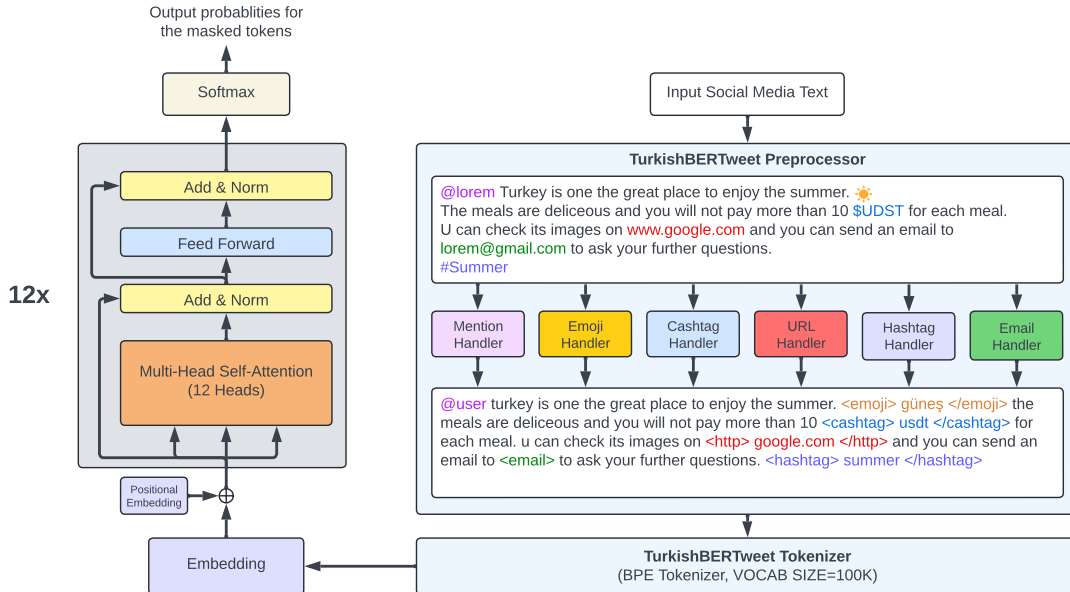 Output probablities for
the masked tokens
Softmax
Add & Norm
Feed Forward
Add & Norm
12x
Multi-Head Self-Attention
(12 Heads)
Positional
Embedding
Embedding
Input Social Media Text
TurkishBERTweet Preprocessor
@lorem Turkey is one the great place to enjoy the summer. ☀️
The meals are deliceous and you will not pay more than 10 $UDST for each meal.
U can check its images on www.google.com and you can send an email to
lorem@gmail.com to ask your further questions.
#Summer
Mention
Handler
Emoji
Handler
Cashtag
Handler
URL
Handler
Hashtag
Handler
Email
Handler
@user turkey is one the great place to enjoy the summer. <emoji> güneş </emoji> the
meals are deliceous and you will not pay more than 10 <cashtag> usdt </cashtag> for
each meal. u can check its images on <http> google.com </http> and you can send an
email to <email> to ask your further questions. <hashtag> summer </hashtag>
TurkishBERTweet Tokenizer
(BPE Tokenizer, VOCAB SIZE=100K)